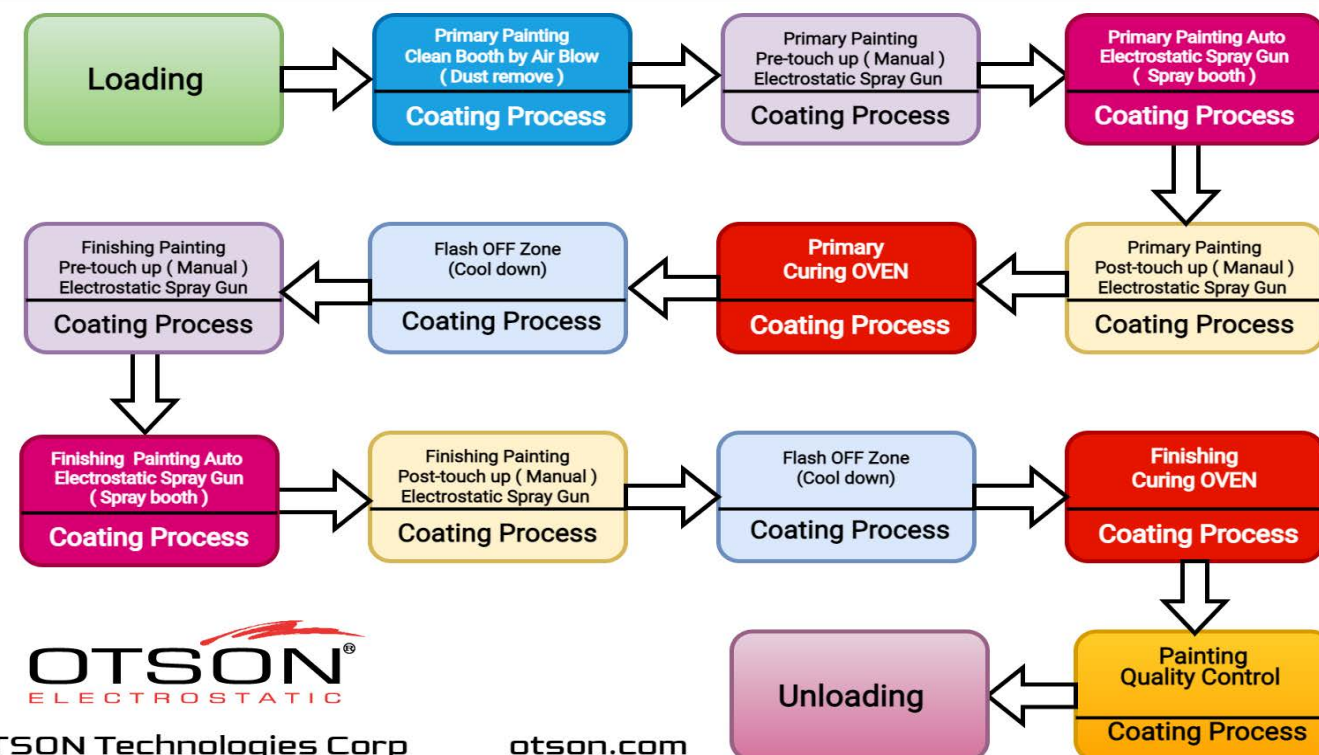 Loading
Primary Painting
Clean Booth by Air Blow
( Dust remove )
Coating Process
Primary Painting
Pre-touch up ( Manual )
Electrostatic Spray Gun
Coating Process
Primary Painting Auto
Electrostatic Spray Gun
( Spray booth )
Coating Process
Primary Painting
Post-touch up ( Manaul )
Electrostatic Spray Gun
Coating Process
Primary
Curing OVEN
Coating Process
Flash OFF Zone
(Cool down)
Coating Process
Finishing Painting
Pre-touch up ( Manual )
Electrostatic Spray Gun
Coating Process
Finishing Painting Auto
Electrostatic Spray Gun
( Spray booth )
Coating Process
Finishing Painting
Post-touch up ( Manual )
Electrostatic Spray Gun
Coating Process
Flash OFF Zone
(Cool down)
Coating Process
Finishing
Curing OVEN
Coating Process
Painting
Quality Control
Coating Process
Unloading
OTSON®
ELECTROSTATIC
TSON Technologies Corp
otson.com